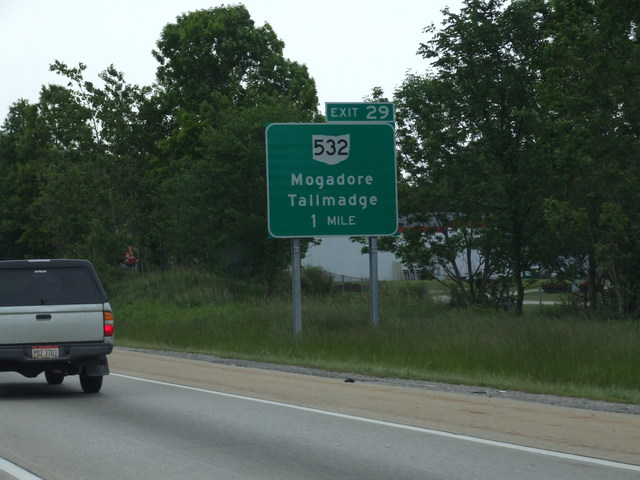 EXIT 29
532
Mogadore
Tallmadge
1 MILE